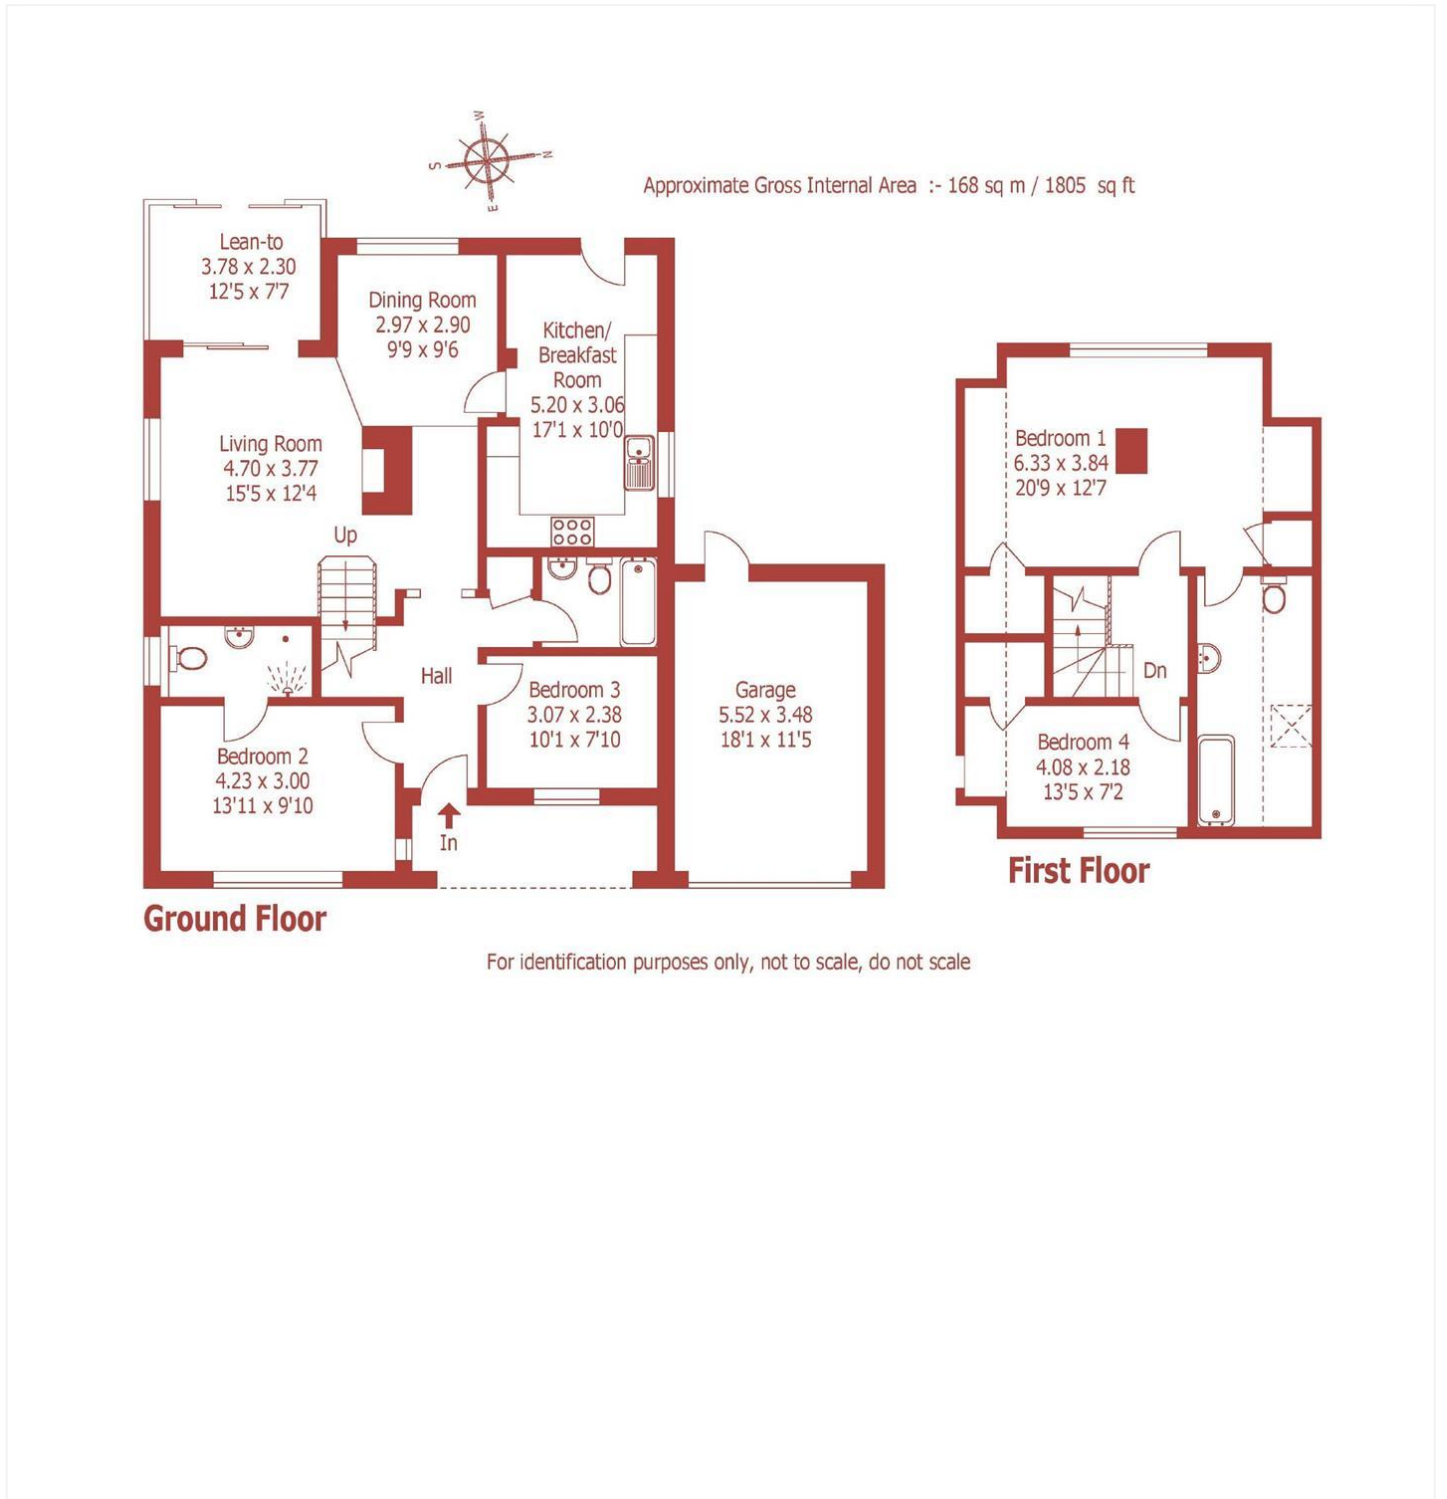 W
S
N
E
Approximate Gross Internal Area :- 168 sq m / 1805 sq ft
Lean-to
3.78 x 2.30
12'5 x 7'7
Dining Room
2.97 x 2.90
9'9 x 9'6
Kitchen/
Breakfast
Room
5.20 x 3.06
17'1 x 10'0
Living Room
4.70 x 3.77
15'5 x 12'4
Up
Hall
Bedroom 3
3.07 x 2.38
10'1 x 7'10
Garage
5.52 x 3.48
18'1 x 11'5
Bedroom 2
4.23 x 3.00
13'11 x 9'10
In
Ground Floor
Bedroom 1
6.33 x 3.84
20'9 x 12'7
Dn
Bedroom 4
4.08 x 2.18
13'5 x 7'2
First Floor
For identification purposes only, not to scale, do not scale